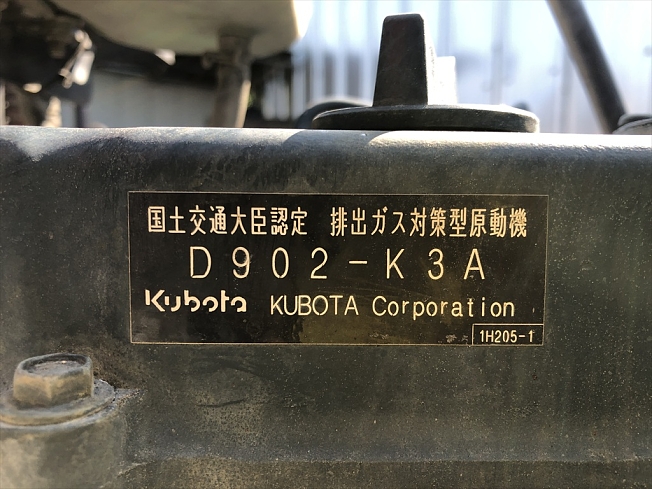 国土交通大臣認定 排出ガス対策型原動機
D902-K3A
Kubota KUBOTA Corporation
1H205-1